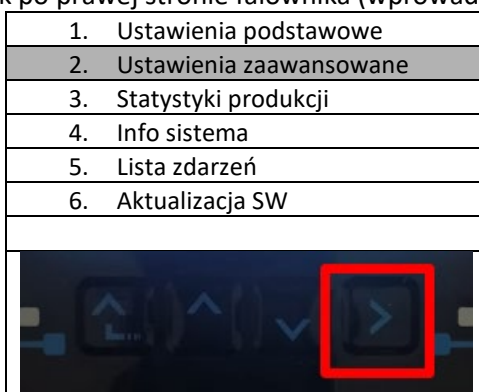 k po prawej stronie falownika (wprowad
1. Ustawienia podstawowe
2. Ustawienia zaawansowane
3. Statystyki produkcji
4. Info sistema
5. Lista zdarzeń
6. Aktualizacja SW